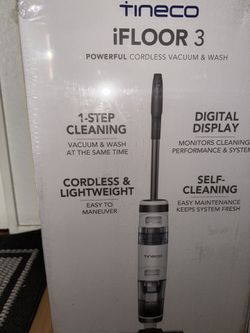 TINECO
iFLOOR 3
POWERFUL CORDLESS VACUUM & WASH
1-STEP
CLEANING
VACUUM & WASH
AT THE SAME TIME
DIGITAL
DISPLAY
MONITORS CLEANING
PERFORMANCE & SYSTEM
CORDLESS &
LIGHTWEIGHT
EASY TO
MANEUVER
SELF-
CLEANING
EASY MAINTENANCE
KEEPS SYSTEM FRESH
TINECO